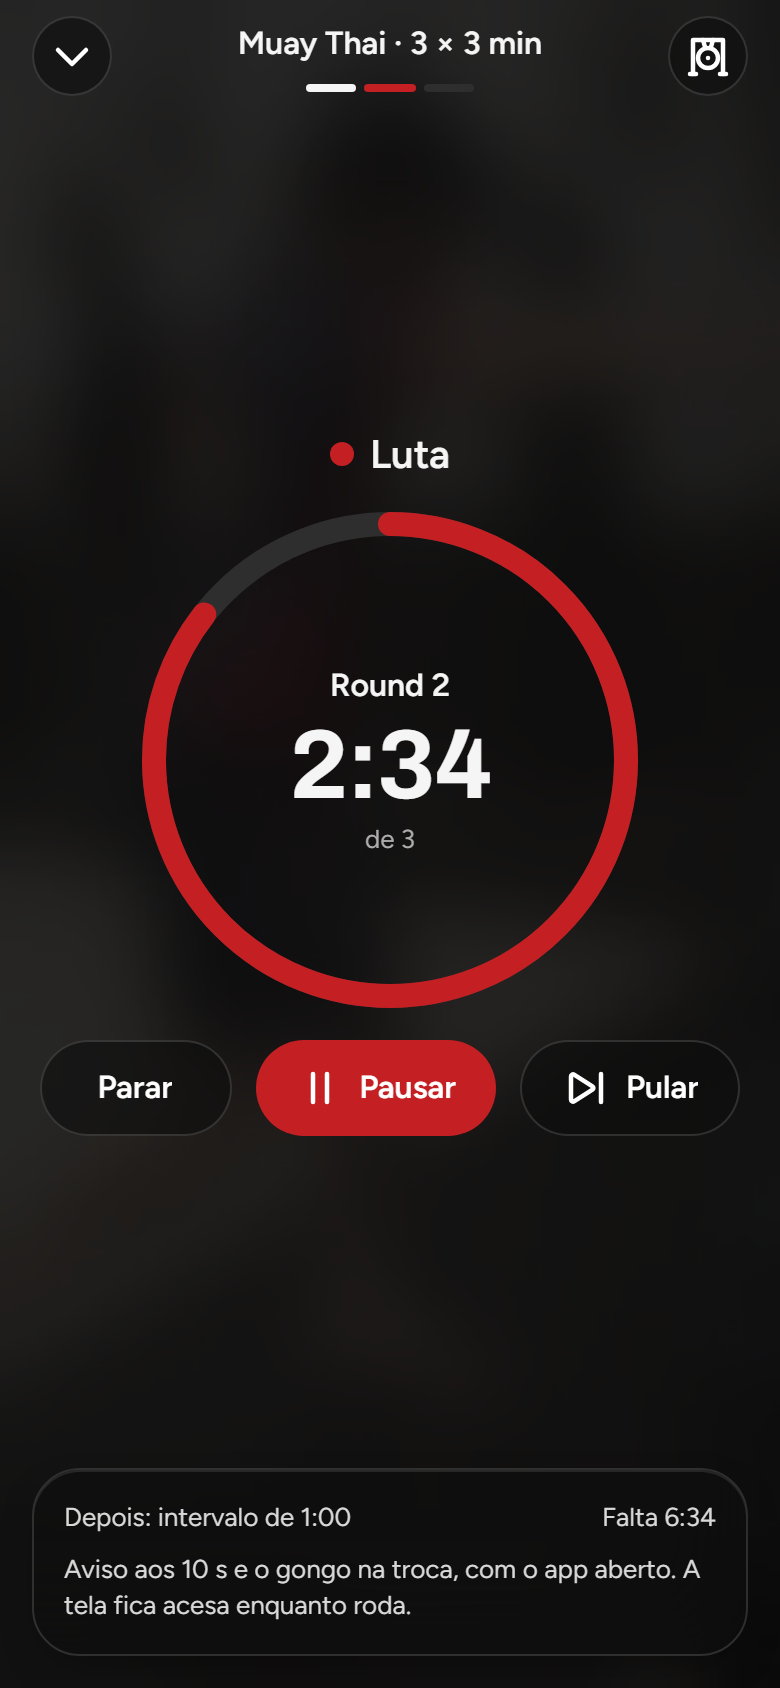 Muay Thai · 3 × 3 min
Luta
Round 2
2:34
de 3
Parar
Pausar
Pular
Depois: intervalo de 1:00
Falta 6:34
Aviso aos 10 s e o gongo na troca, com o app aberto. A
tela fica acesa enquanto roda.